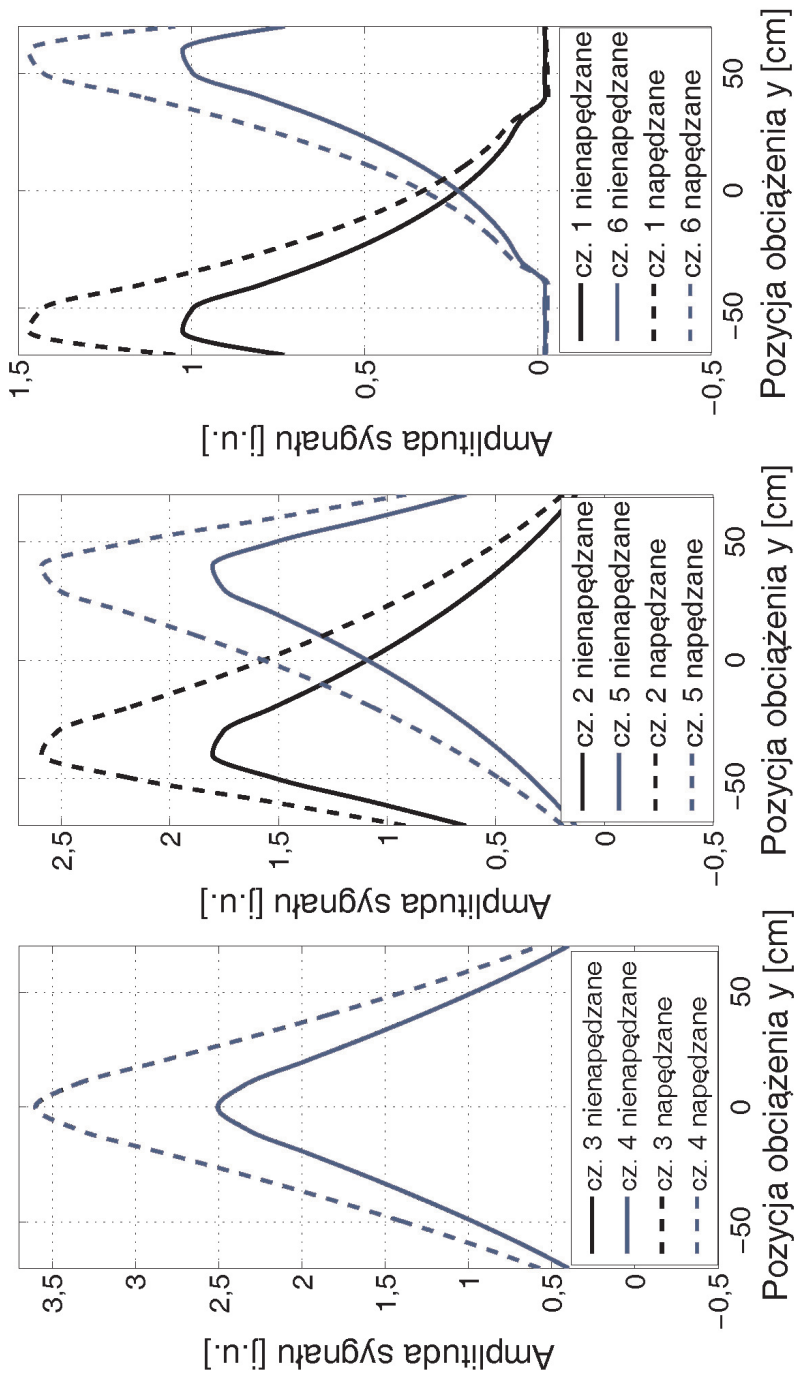 Amplituda sygnału [j.u.]
3,5
3
2,5
2
1,5
1
0,5
0
−0,5
−50
0
50
Pozycja obciążenia y [cm]
cz. 3 nienapędzane
cz. 4 nienapędzane
cz. 3 napędzane
cz. 4 napędzane
Amplituda sygnału [j.u.]
2,5
2
1,5
1
0,5
0
−0,5
−50
0
50
Pozycja obciążenia y [cm]
cz. 2 nienapędzane
cz. 5 nienapędzane
cz. 2 napędzane
cz. 5 napędzane
Amplituda sygnału [j.u.]
1,5
1
0,5
0
−0,5
−50
0
50
Pozycja obciążenia y [cm]
cz. 1 nienapędzane
cz. 6 nienapędzane
cz. 1 napędzane
cz. 6 napędzane